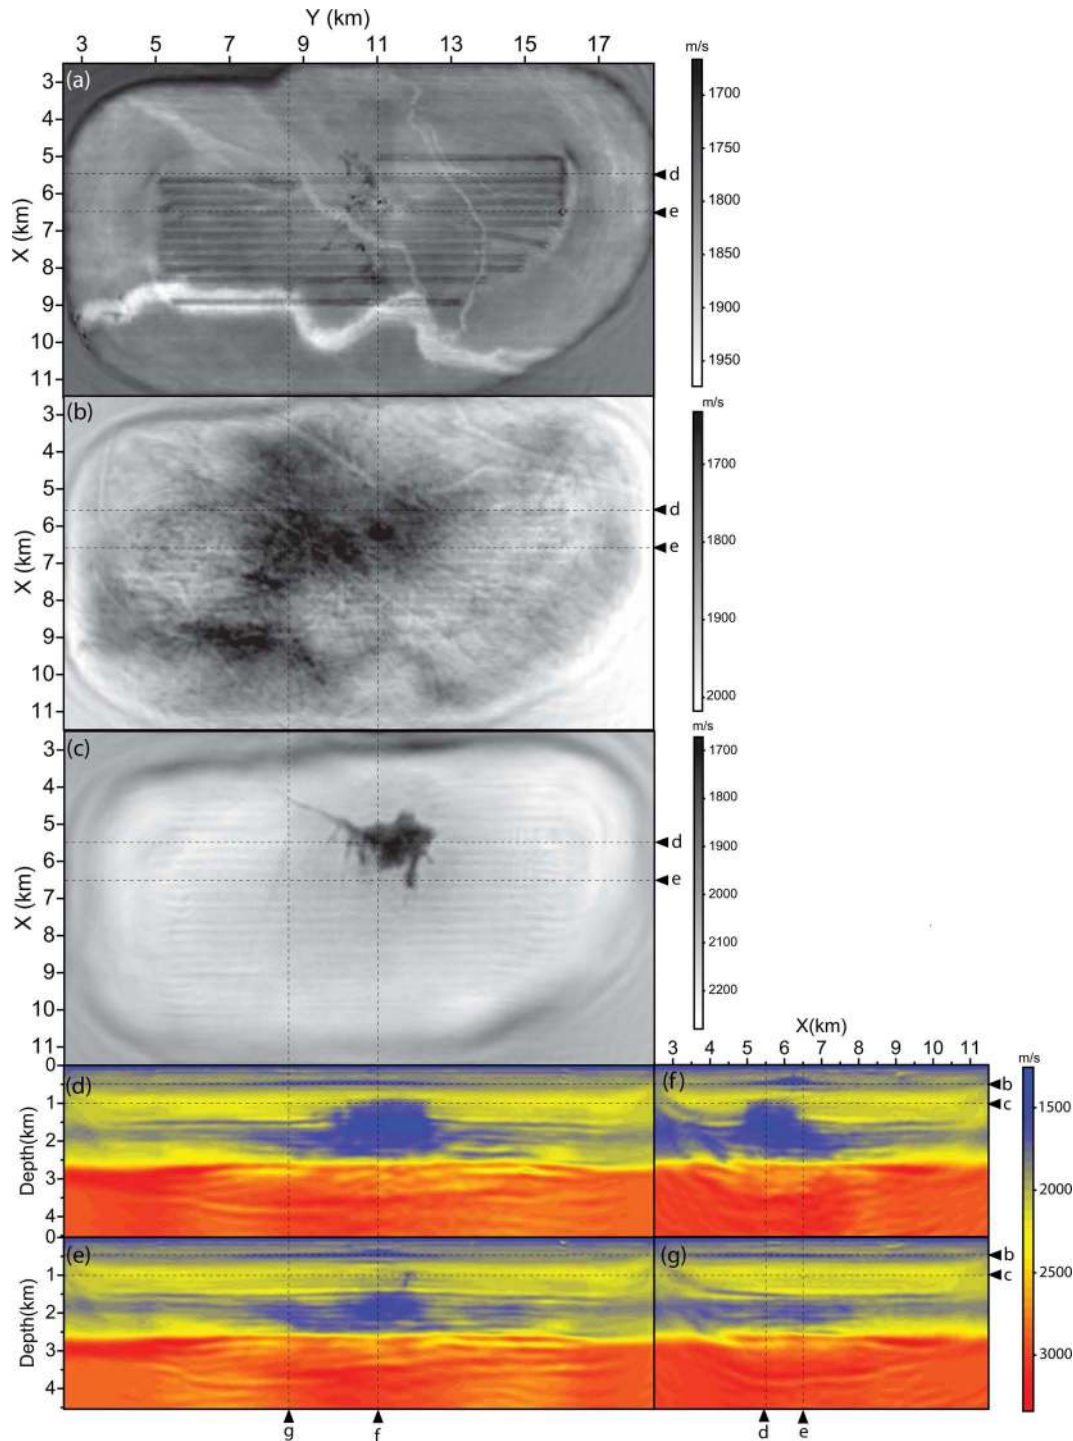 Y (km)
3 5 7 9 11 13 15 17
m/s
(a)
3
4
5
6
7
8
9
10
11
X (km)
d
e
1700
1750
1800
1850
1900
1950
m/s
(b)
3
4
5
6
7
8
9
10
11
X (km)
d
e
1700
1800
1900
2000
m/s
(c)
3
4
5
6
7
8
9
10
11
X (km)
d
e
1700
1800
1900
2000
2100
2200
X(km)
3 4 5 6 7 8 9 10 11
m/s
0
1
2
3
4
Depth(km)
(d)
(f)
b
c
0
1
2
3
4
Depth(km)
(e)
(g)
b
c
1500
2000
2500
3000
g f d e